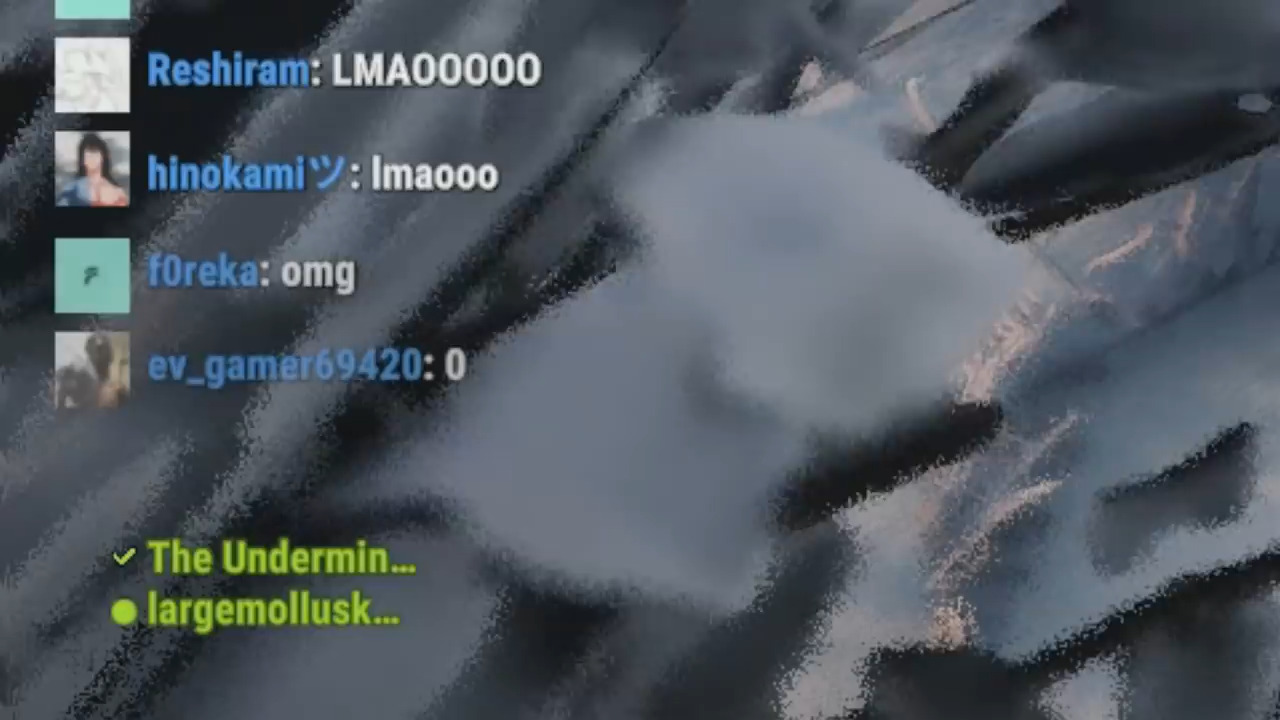 Reshiram: LMAOOOOO
hinokamiツ: lmaooo
f0reka: omg
ev_gamer69420: 0
The Undermin...
largemollusk...